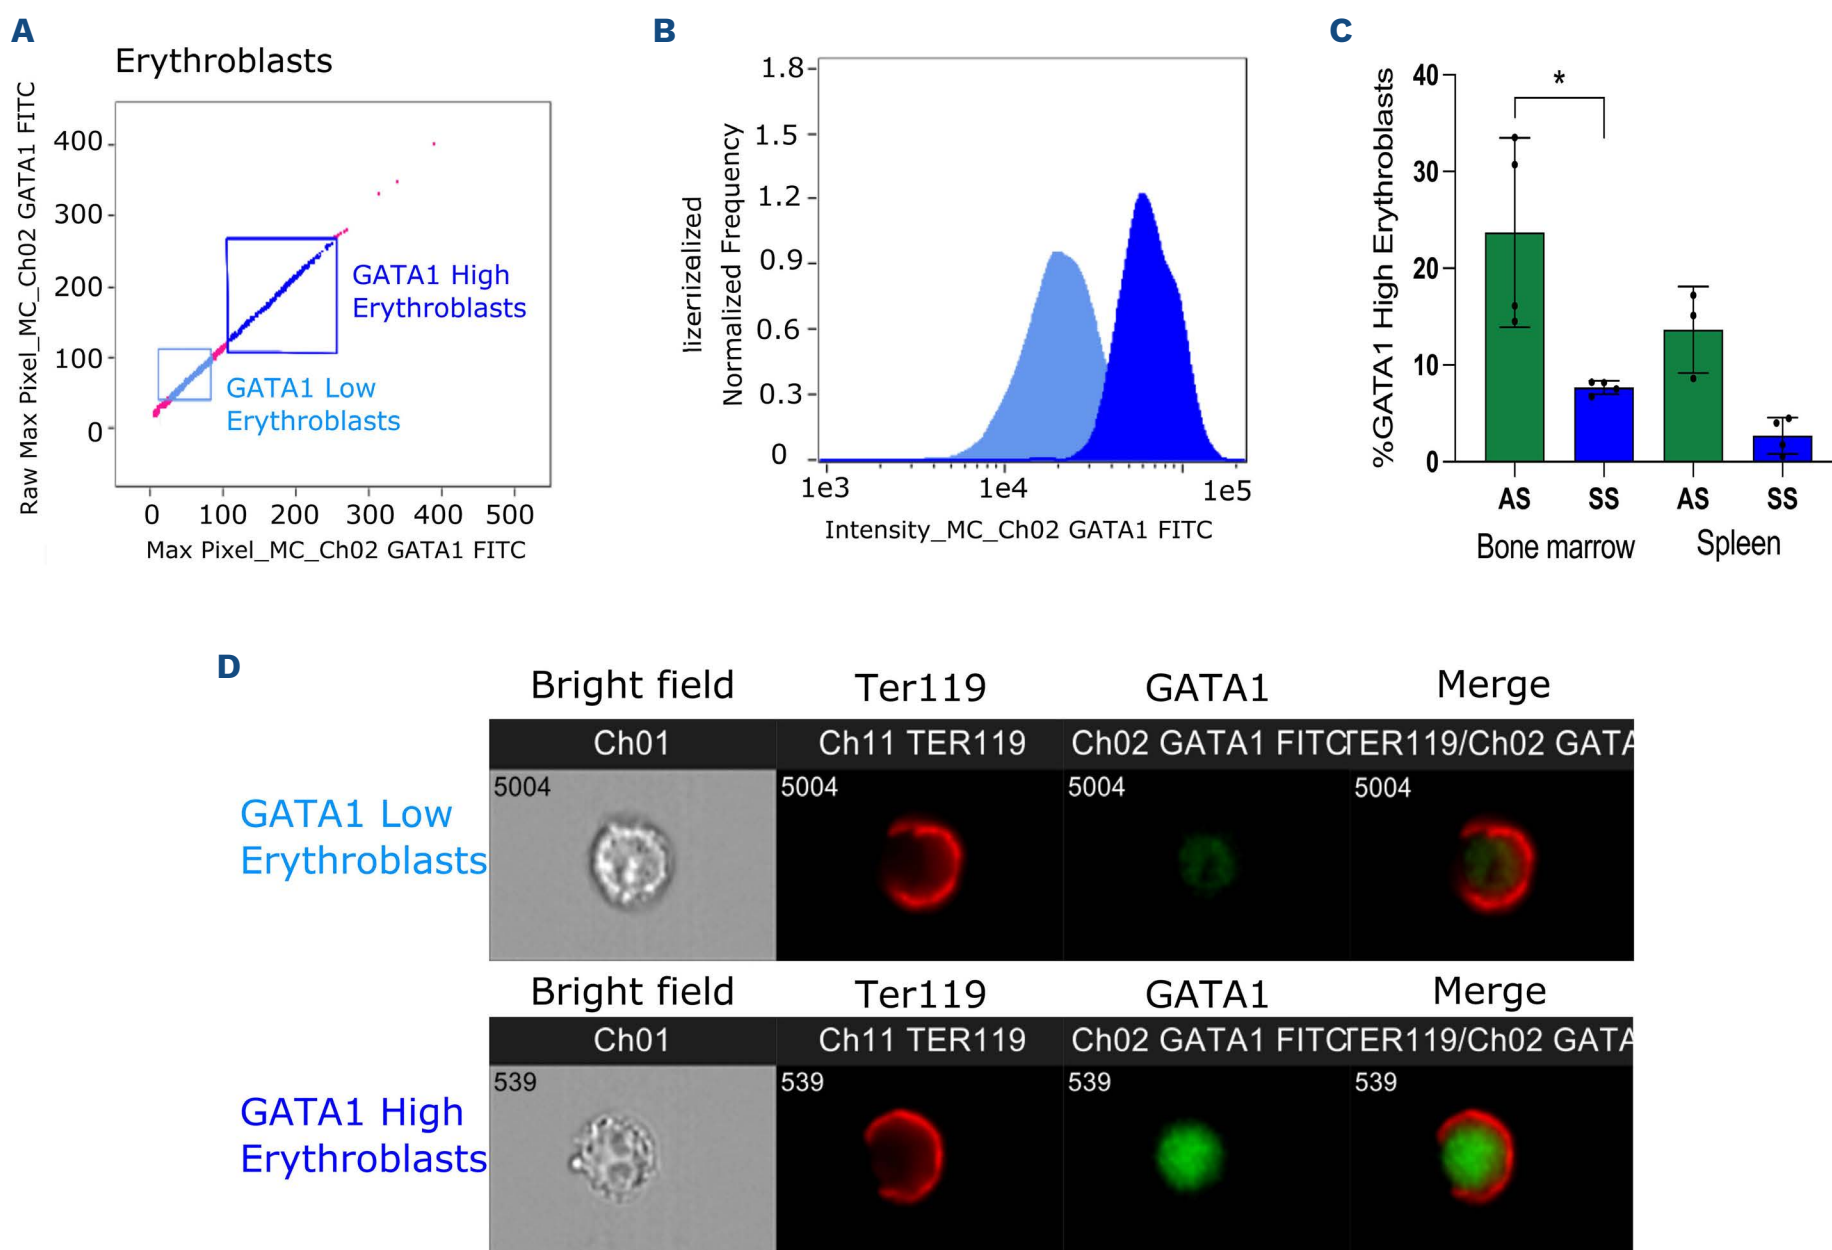 A
Erythroblasts
Raw Max Pixel_MC_Ch02 GATA1 FITC
400
300
200
100
0
GATA1 High
Erythroblasts
GATA1 Low
Erythroblasts
0 100 200 300 400 500
Max Pixel_MC_Ch02 GATA1 FITC
B
Normalized Frequency
1.8
1.5
1.2
0.9
0.6
0.3
0
1e3 1e4 1e5
Intensity_MC_Ch02 GATA1 FITC
C
%GATA1 High Erythroblasts
40
30
20
10
0
*
AS SS AS SS
Bone marrow Spleen
D
Bright field Ter119 GATA1 Merge
Ch01 Ch11 TER119 Ch02 GATA1 FITC TER119/Ch02 GATA
GATA1 Low
Erythroblasts
5004 5004 5004 5004
Bright field Ter119 GATA1 Merge
Ch01 Ch11 TER119 Ch02 GATA1 FITC TER119/Ch02 GATA
GATA1 High
Erythroblasts
539 539 539 539